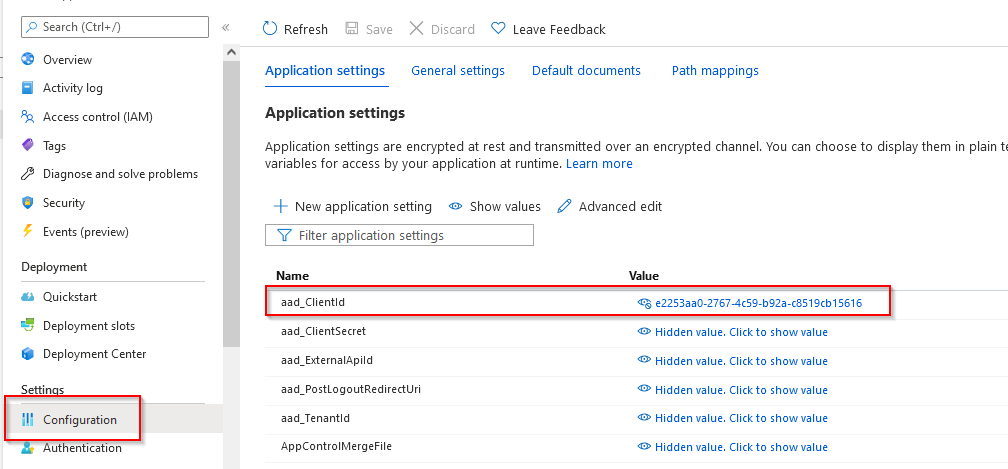 Search (Ctrl+/)
«
Overview
Activity log
Access control (IAM)
Tags
Diagnose and solve problems
Security
Events (preview)
Deployment
Quickstart
Deployment slots
Deployment Center
Settings
Configuration
Authentication
Refresh Save Discard Leave Feedback
Application settings General settings Default documents Path mappings
Application settings
Application settings are encrypted at rest and transmitted over an encrypted channel. You can choose to display them in plain te
variables for access by your application at runtime. Learn more
New application setting Show values Advanced edit
Filter application settings
Name Value
aad_ClientId e2253aa0-2767-4c59-b92a-c8519cb15616
aad_ClientSecret Hidden value. Click to show value
aad_ExternalApiId Hidden value. Click to show value
aad_PostLogoutRedirectUri Hidden value. Click to show value
aad_TenantId Hidden value. Click to show value
AppControlMergeFile Hidden value. Click to show value